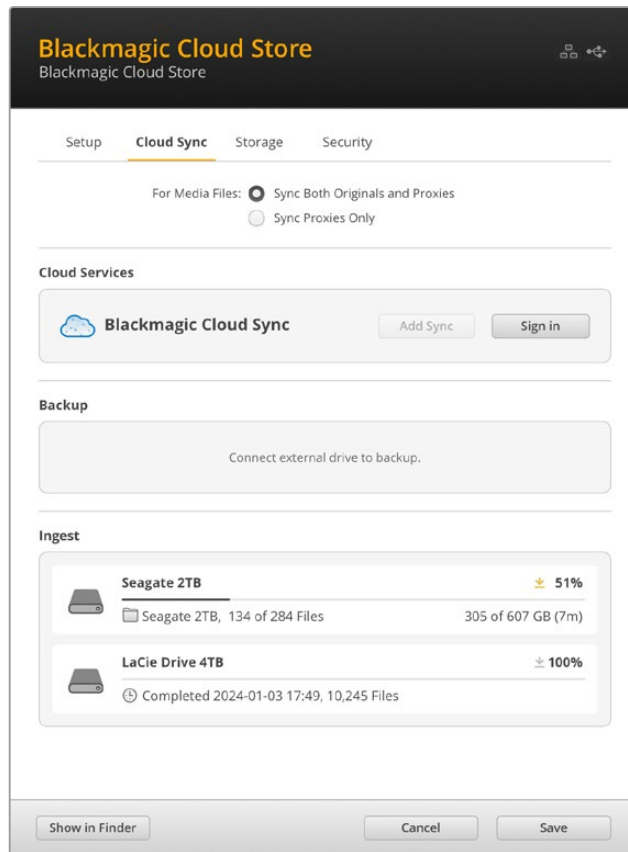 Blackmagic Cloud Store
Blackmagic Cloud Store
Setup Cloud Sync Storage Security
For Media Files: Sync Both Originals and Proxies
Sync Proxies Only
Cloud Services
Blackmagic Cloud Sync Add Sync Sign in
Backup
Connect external drive to backup.
Ingest
Seagate 2TB 51%
Seagate 2TB, 134 of 284 Files 305 of 607 GB (7m)
LaCie Drive 4TB 100%
Completed 2024-01-03 17:49, 10,245 Files
Show in Finder Cancel Save